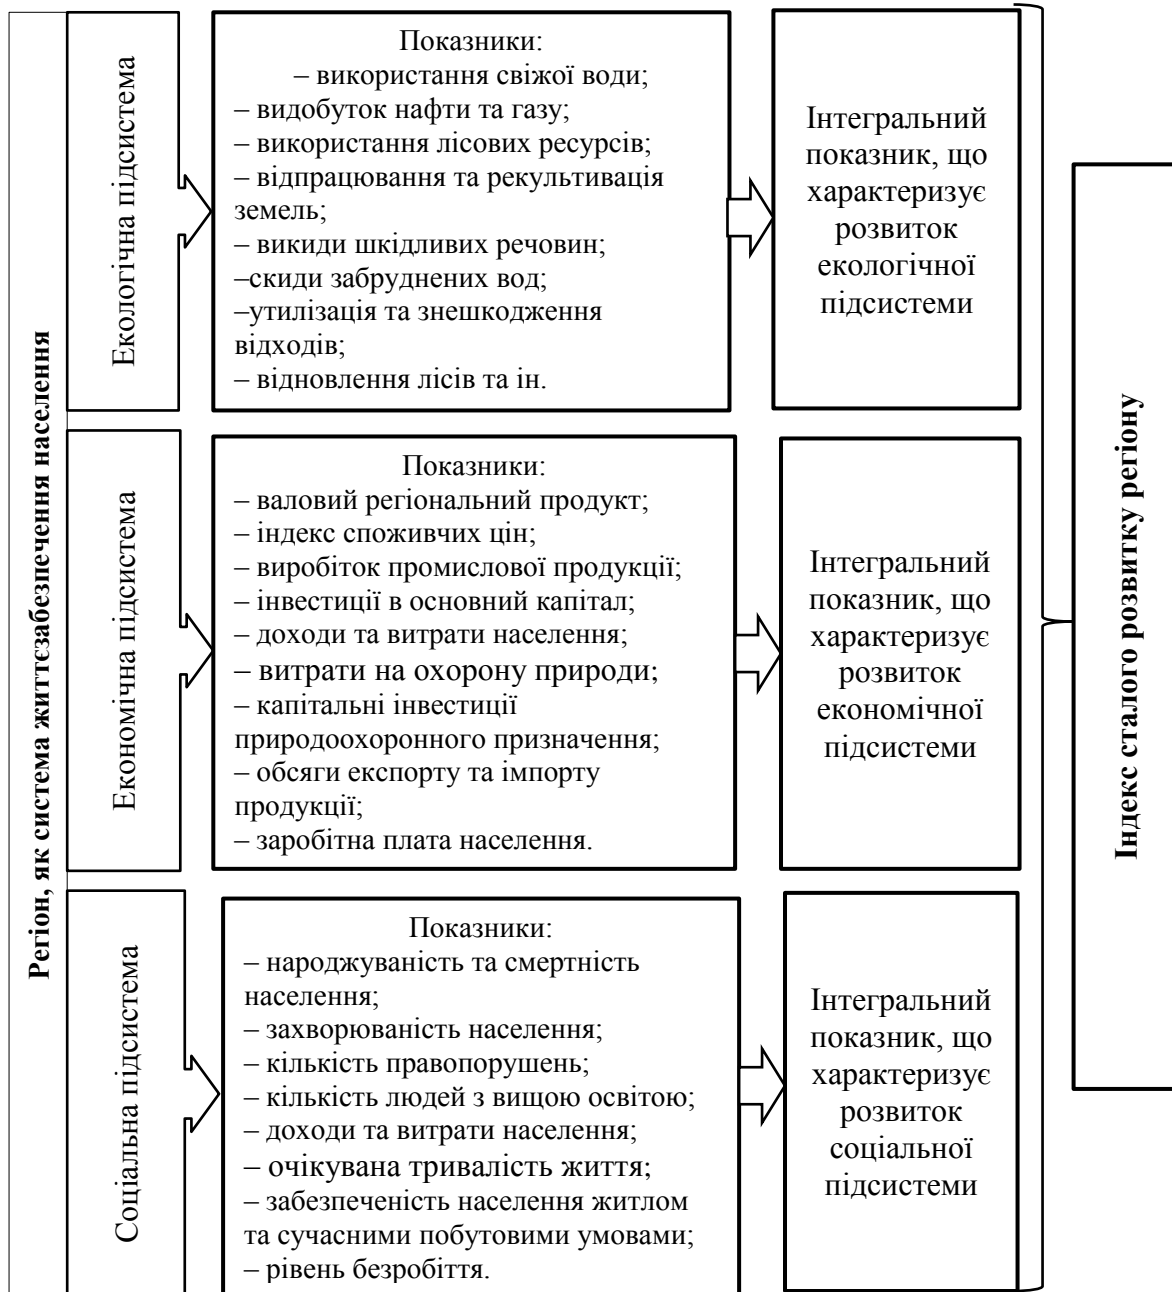 Регіон, як система життєзабезпечення населення
Екологічна підсистема
Показники:
– використання свіжої води;
– видобуток нафти та газу;
– використання лісових ресурсів;
– відпрацювання та рекультивація
земель;
– викиди шкідливих речовин;
–скиди забруднених вод;
–утилізація та знешкодження
відходів;
– відновлення лісів та ін.
Інтегральний
показник, що
характеризує
розвиток
екологічної
підсистеми
Економічна підсистема
Показники:
– валовий регіональний продукт;
– індекс споживчих цін;
– виробіток промислової продукції;
– інвестиції в основний капітал;
– доходи та витрати населення;
– витрати на охорону природи;
– капітальні інвестиції
природоохоронного призначення;
– обсяги експорту та імпорту
продукції;
– заробітна плата населення.
Інтегральний
показник, що
характеризує
розвиток
економічної
підсистеми
Соціальна підсистема
Показники:
– народжуваність та смертність
населення;
– захворюваність населення;
– кількість правопорушень;
– кількість людей з вищою освітою;
– доходи та витрати населення;
– очікувана тривалість життя;
– забезпеченість населення житлом
та сучасними побутовими умовами;
– рівень безробіття.
Інтегральний
показник, що
характеризує
розвиток
соціальної
підсистеми
Індекс сталого розвитку регіону